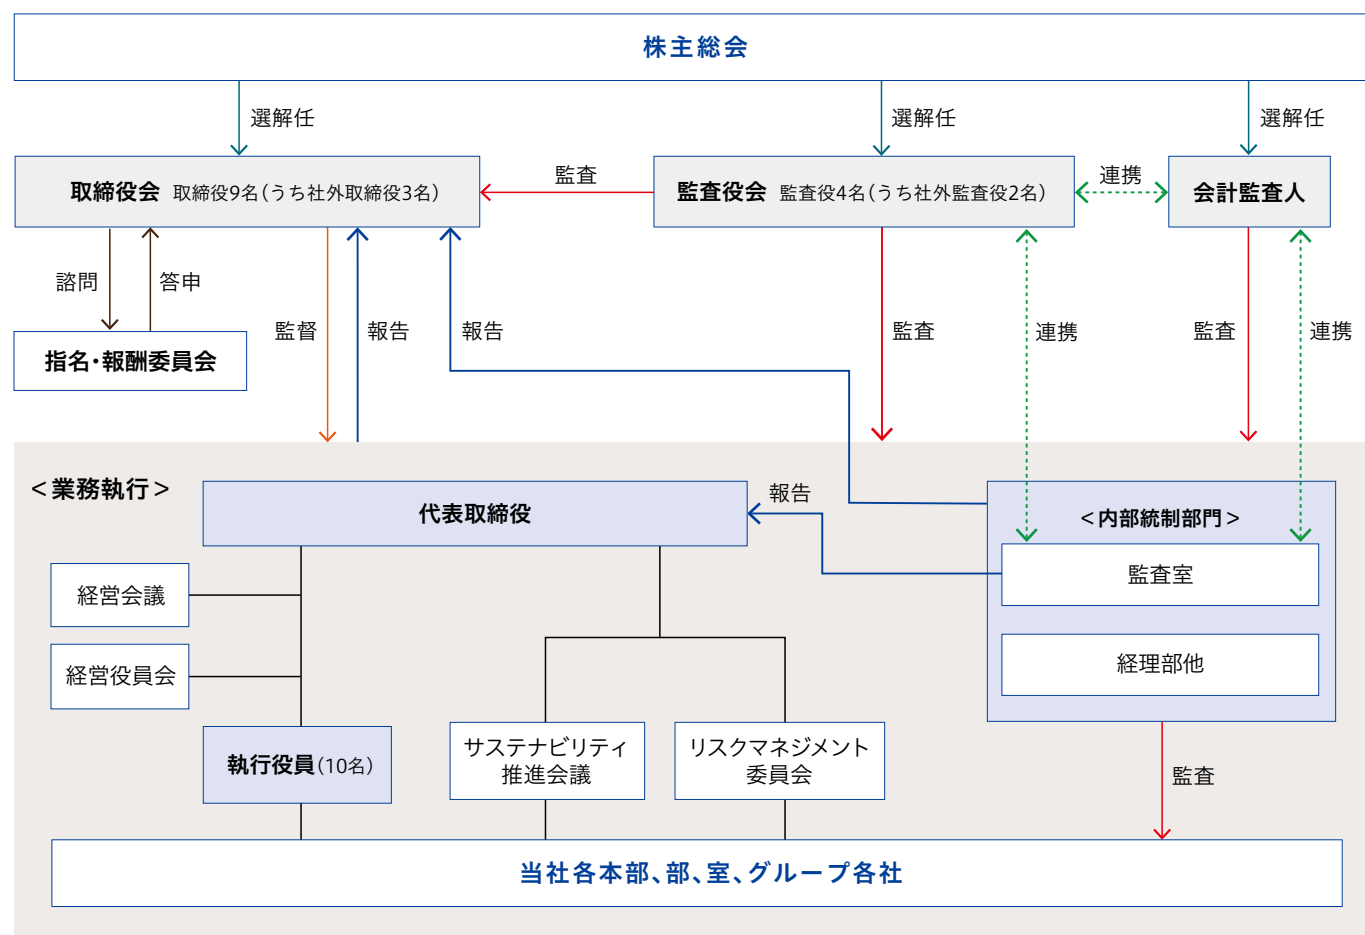 株主総会
選解任
選解任
選解任
取締役会 取締役9名(うち社外取締役3名)
監査
監査役会 監査役4名(うち社外監査役2名)
連携
会計監査人
諮問
答申
監督
報告
報告
監査
連携
監査
連携
指名・報酬委員会
<業務執行>
代表取締役
報告
<内部統制部門>
監査室
経理部他
経営会議
経営役員会
執行役員(10名)
サステナビリティ
推進会議
リスクマネジメント
委員会
監査
当社各本部、部、室、グループ各社